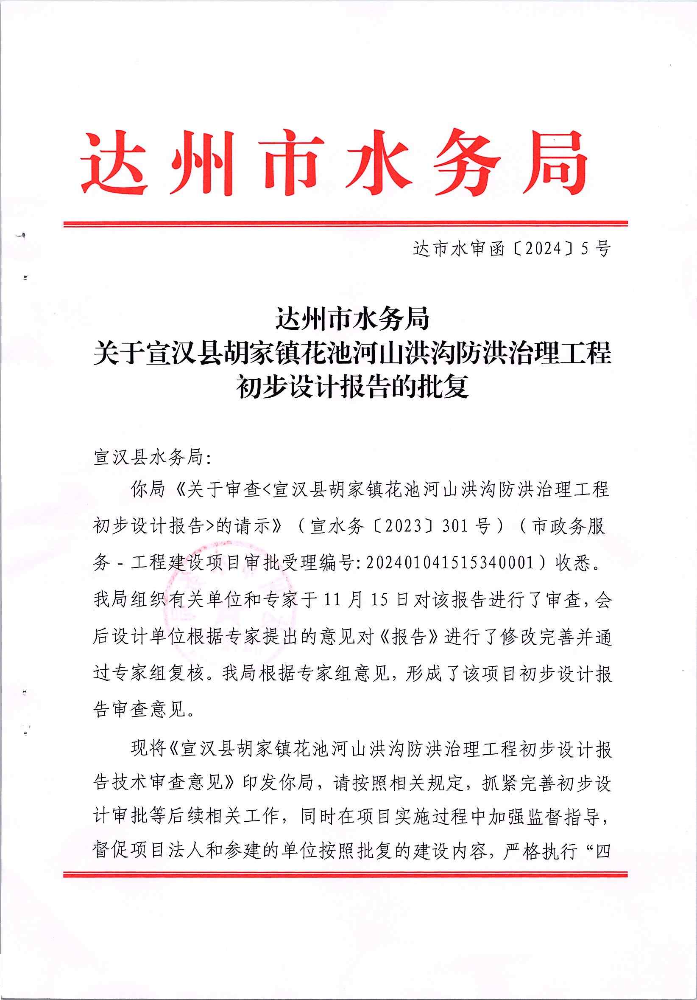 达州市水务局
达市水审函〔2024〕5号
达州市水务局
关于宣汉县胡家镇花池河山洪沟防洪治理工程
初步设计报告的批复
宣汉县水务局：
你局《关于审查<宣汉县胡家镇花池河山洪沟防洪治理工程
初步设计报告>的请示》（宣水务〔2023〕301号）（市政务服
务-工程建设项目审批受理编号：202401041515340001）收悉。
我局组织有关单位和专家于11月15日对该报告进行了审查，会
后设计单位根据专家提出的意见对《报告》进行了修改完善并通
过专家组复核。我局根据专家组意见，形成了该项目初步设计报
告审查意见。
现将《宣汉县胡家镇花池河山洪沟防洪治理工程初步设计报
告技术审查意见》印发你局，请按照相关规定，抓紧完善初步设
计审批等后续相关工作，同时在项目实施过程中加强监督指导，
督促项目法人和参建的单位按照批复的建设内容，严格执行“四